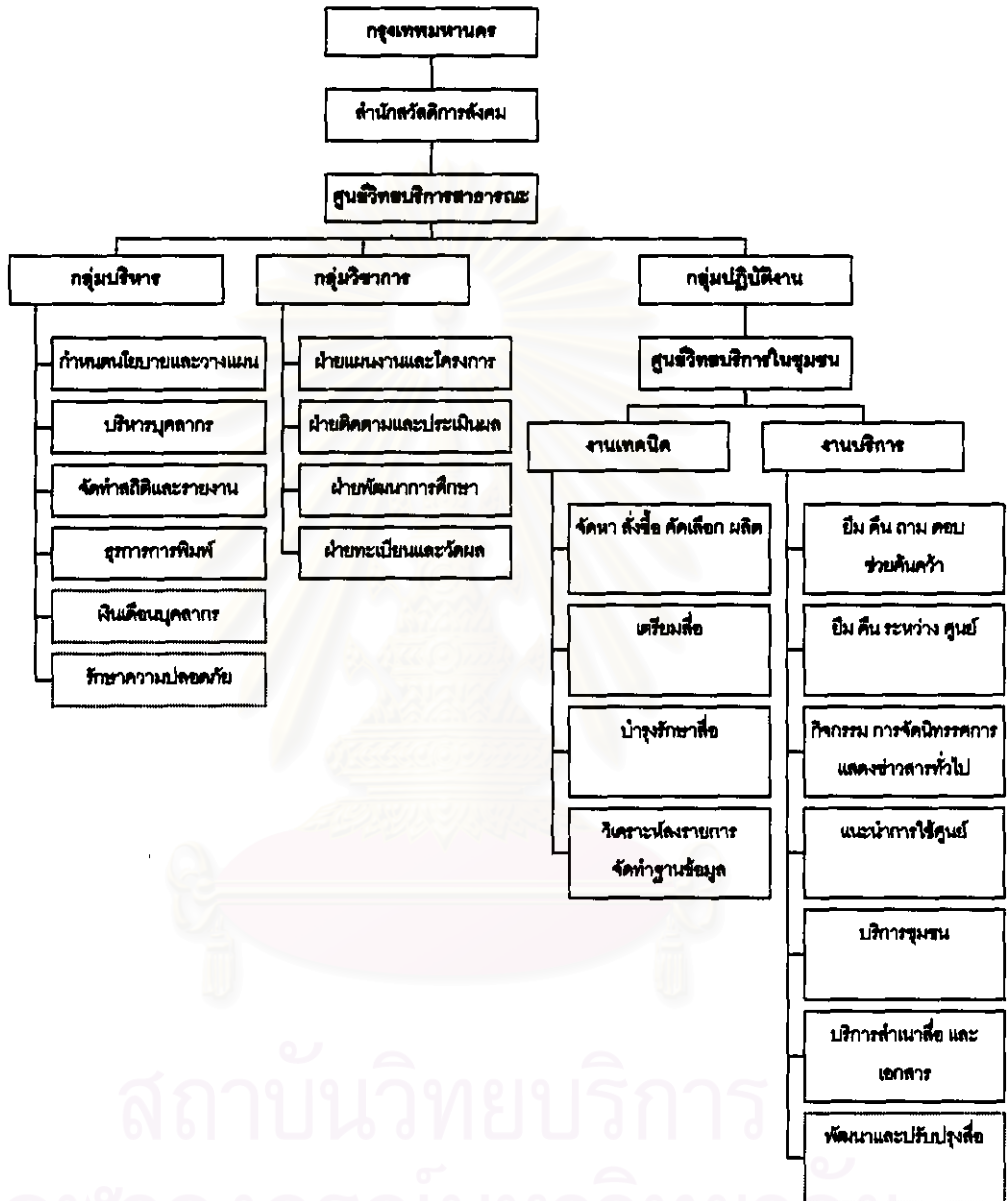 กรุงเทพมหานคร
สำนักสวัสดิการสังคม
ศูนย์วิทยบริการสาธารณะ
กลุ่มบริหาร
กลุ่มวิชาการ
กลุ่มปฏิบัติงาน
กำหนดนโยบายและวางแผน
บริหารบุคลากร
จัดทำสถิติและรายงาน
ธุรการการพิมพ์
เงินเดือนบุคลากร
รักษาความปลอดภัย
ฝ่ายแผนงานและโครงการ
ฝ่ายติดตามและประเมินผล
ฝ่ายพัฒนาการศึกษา
ฝ่ายทะเบียนและวัดผล
ศูนย์วิทยบริการในชุมชน
งานเทคนิค
งานบริการ
จัดหา สั่งซื้อ คัดเลือก ผลิต
เตรียมสื่อ
บำรุงรักษาสื่อ
วิเคราะห์ลงรายการ
จัดทำฐานข้อมูล
ยืม คืน ถาม ตอบ
ช่วยค้นคว้า
ยืม คืน ระหว่าง ศูนย์
กิจกรรม การจัดนิทรรศการ
แสดงข่าวสารทั่วไป
แนะนำการใช้ศูนย์
บริการชุมชน
บริการสำเนาสื่อ และ
เอกสาร
พัฒนาและปรับปรุงสื่อ
สถาบันวิทยบริการ
จุฬาลงกรณ์มหาวิทยาลัย